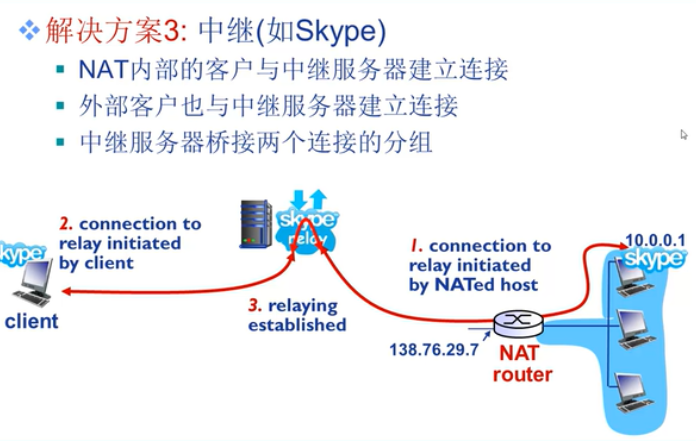 解决方案3: 中继(如Skype)
NAT内部的客户与中继服务器建立连接
外部客户也与中继服务器建立连接
中继服务器桥接两个连接的分组
2. connection to
relay initiated
by client
skype
relay
1. connection to
relay initiated
by NATed host
10.0.0.1
skype
kype
client
3. relaying
established
138.76.29.7
NAT
router